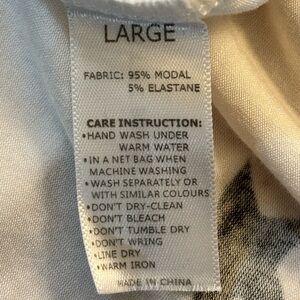 LARGE
FABRIC: 95% MODAL
5% ELASTANE
CARE INSTRUCTION:
•HAND WASH UNDER
WARM WATER
•IN A NET BAG WHEN
MACHINE WASHING
•WASH SEPARATELY OR
WITH SIMILAR COLOURS
•DON'T DRY-CLEAN
•DON'T BLEACH
•DON'T TUMBLE DRY
•DON'T WRING
•LINE DRY
•WARM IRON
MADE IN CHINA